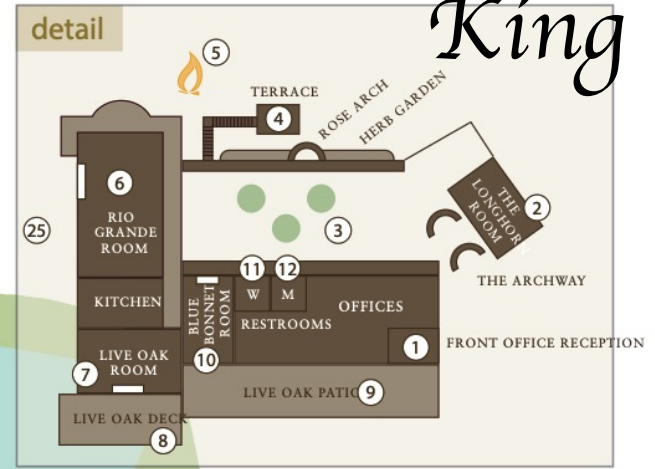 King
detail
5
TERRACE
4
ROSE ARCH
HERB GARDEN
6
RIO
GRANDE
ROOM
25
3
THE
LONGHOR
ROOM
2
THE ARCHWAY
11
12
W
M
KITCHEN
BLUE
BONNET
ROOM
RESTROOMS
OFFICES
10
1
FRONT OFFICE RECEPTION
LIVE OAK
ROOM
7
LIVE OAK PATIO
9
LIVE OAK DECK
8